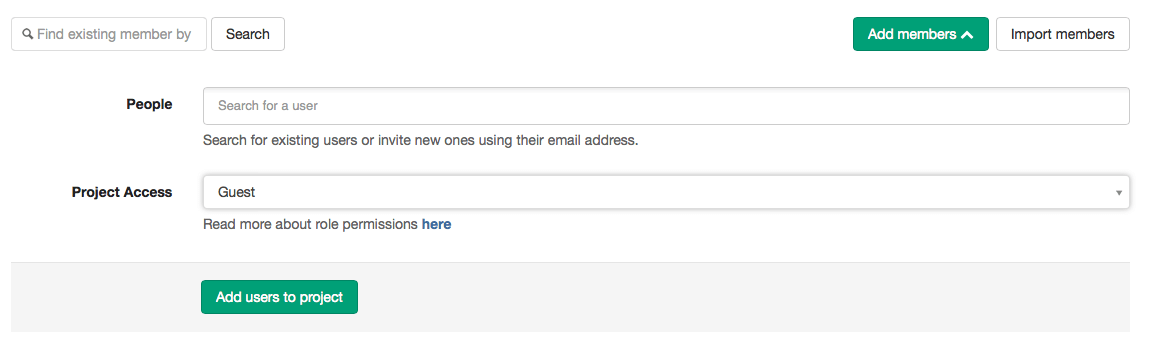 Find existing member by
Search
Add members
Import members
People
Search for a user
Search for existing users or invite new ones using their email address.
Project Access
Guest
Read more about role permissions here
Add users to project